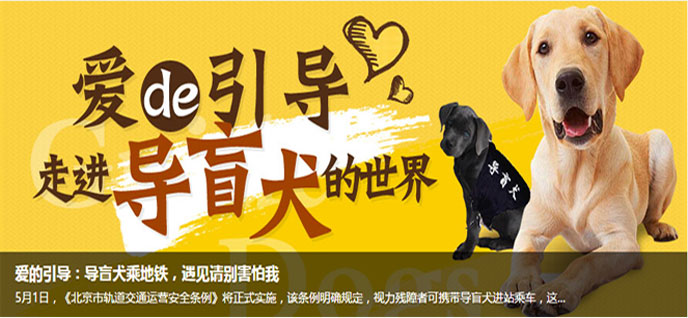 爱de引导
走进导盲犬的世界
导盲犬
爱的引导：导盲犬乘地铁，遇见请别害怕我
5月1日，《北京市轨道交通运营安全条例》将正式实施，该条例明确规定，视力残障者可携带导盲犬进站乘车，这...